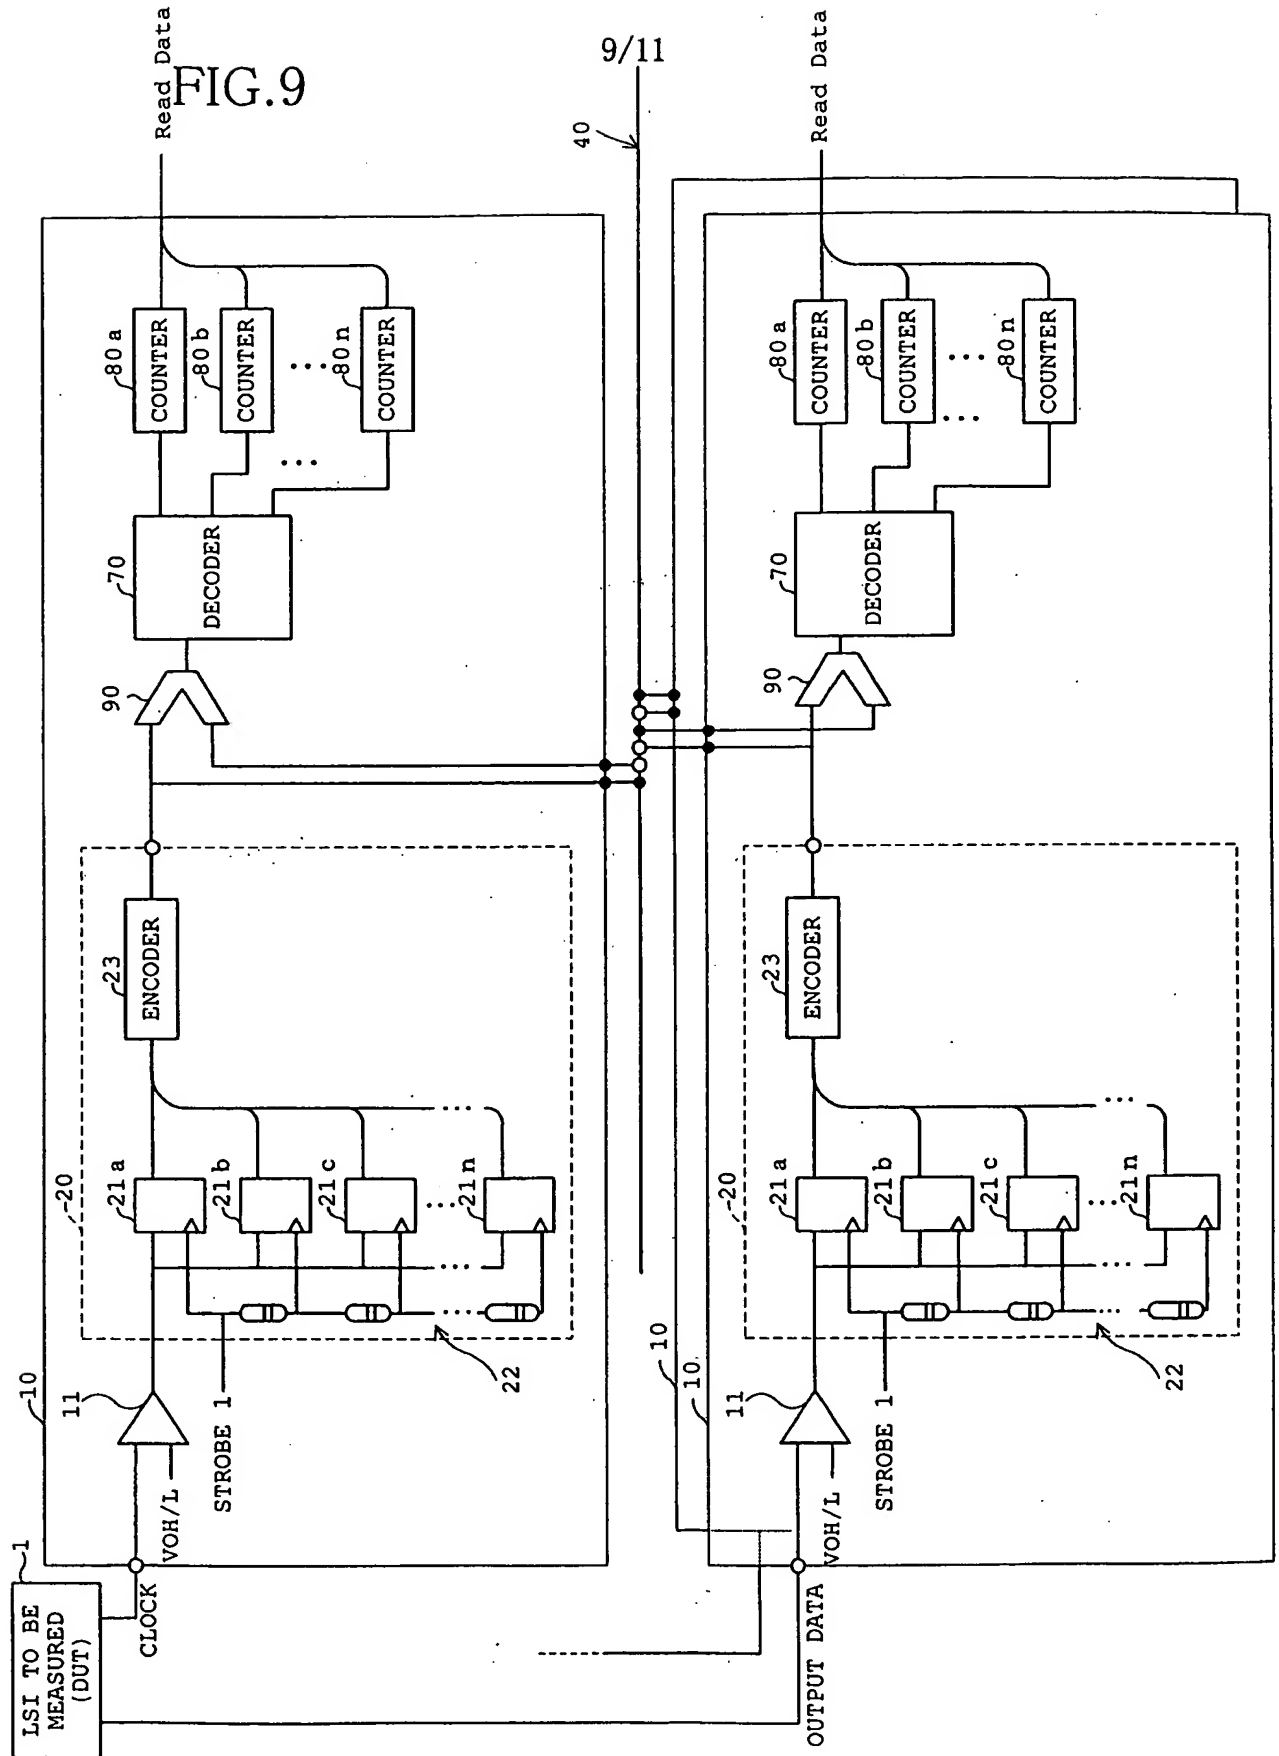 FIG.9
9/11
LSI TO BE
MEASURED
(DUT)
1
CLOCK
10
VOH/L
11
STROBE 1
22
20
21a
21b
21c
...
21n
...
...
...
23
ENCODER
90
70
DECODER
...
80a
COUNTER
80b
COUNTER
...
80n
COUNTER
Read Data
40
OUTPUT DATA
10
10
VOH/L
11
STROBE 1
22
20
21a
21b
21c
...
21n
...
...
...
23
ENCODER
90
70
DECODER
...
80a
COUNTER
80b
COUNTER
...
80n
COUNTER
Read Data